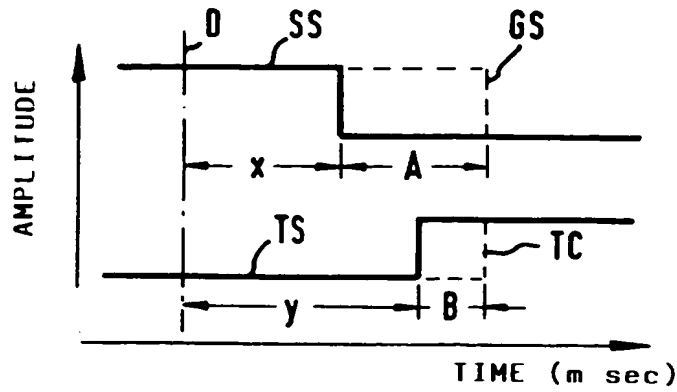 D SS GS
AMPLITUDE
x A
TS TC
y B
TIME (m sec)